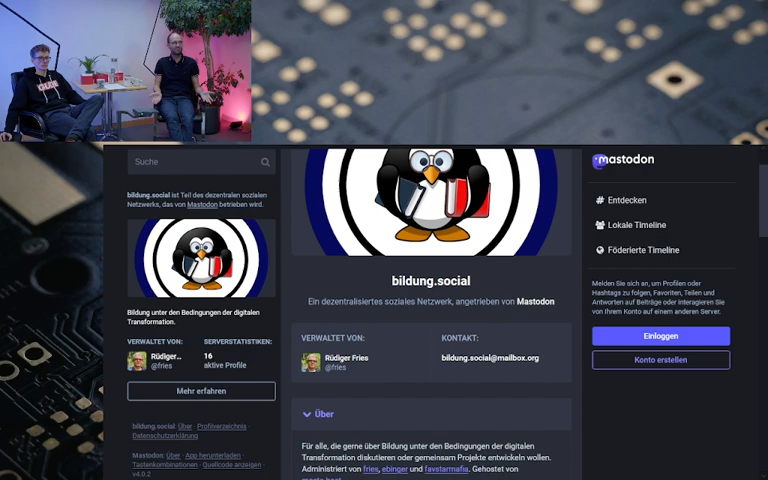 Suche
bildung.social ist Teil des dezentralen sozialen
Netzwerks, das von Mastodon betrieben wird.
Bildung unter den Bedingungen der digitalen
Transformation.
VERWALTET VON:
SERVERSTATISTIKEN:
Rüdiger...
@fries
16
aktive Profile
Mehr erfahren
bildung.social: Über · Profilverzeichnis ·
Datenschutzerklärung
Mastodon: Über · App herunterladen ·
Tastenkombinationen · Quellcode anzeigen ·
v4.0.2
bildung.social
Ein dezentralisiertes soziales Netzwerk, angetrieben von Mastodon
VERWALTET VON:
Rüdiger Fries
@fries
KONTAKT:
bildung.social@mailbox.org
Über
Für alle, die gerne über Bildung unter den Bedingungen der digitalen
Transformation diskutieren oder gemeinsam Projekte entwickeln wollen.
Administriert von fries, ebinger und favstarmafia. Gehostet von
mastodon
# Entdecken
Lokale Timeline
Föderierte Timeline
Melden Sie sich an, um Profilen oder
Hashtags zu folgen, Favoriten, Teilen und
Antworten auf Beiträge oder interagieren Sie
von Ihrem Konto auf einem anderen Server.
Einloggen
Konto erstellen